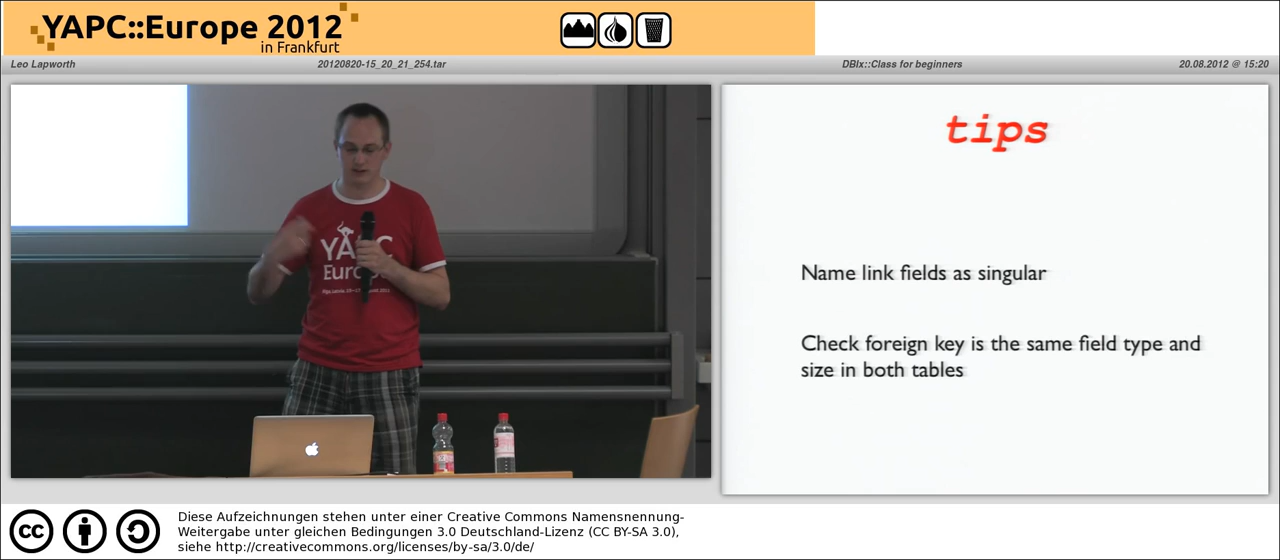 YAPC::Europe 2012
in Frankfurt
Leo Lapworth 20120820-15_20_21_254.tar DBIx::Class for beginners 20.08.2012 @ 15:20
tips
Name link fields as singular
Check foreign key is the same field type and
size in both tables
YAPC
Europe
cc
Diese Aufzeichnungen stehen unter einer Creative Commons Namensnennung-
Weitergabe unter gleichen Bedingungen 3.0 Deutschland-Lizenz (CC BY-SA 3.0),
siehe http://creativecommons.org/licenses/by-sa/3.0/de/